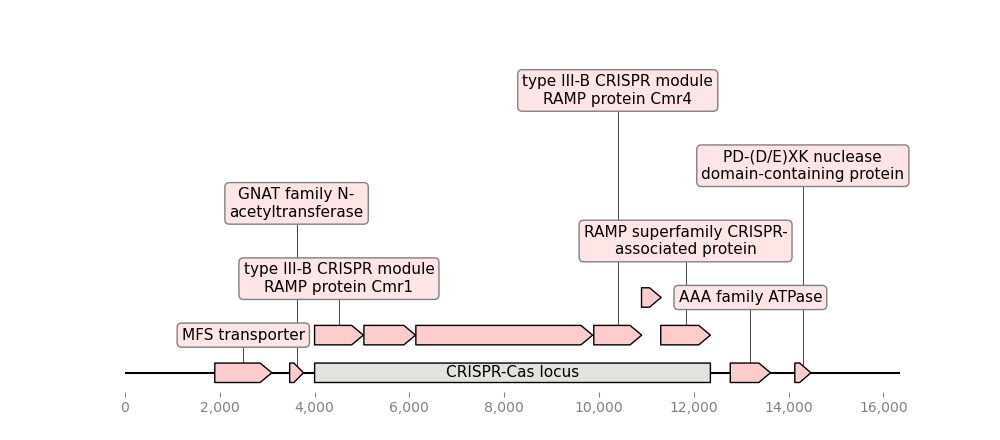 type III-B CRISPR module
RAMP protein Cmr4
PD-(D/E)XK nuclease
domain-containing protein
GNAT family N-
acetyltransferase
RAMP superfamily CRISPR-
associated protein
type III-B CRISPR module
RAMP protein Cmr1
AAA family ATPase
MFS transporter
CRISPR-Cas locus
0 2,000 4,000 6,000 8,000 10,000 12,000 14,000 16,000